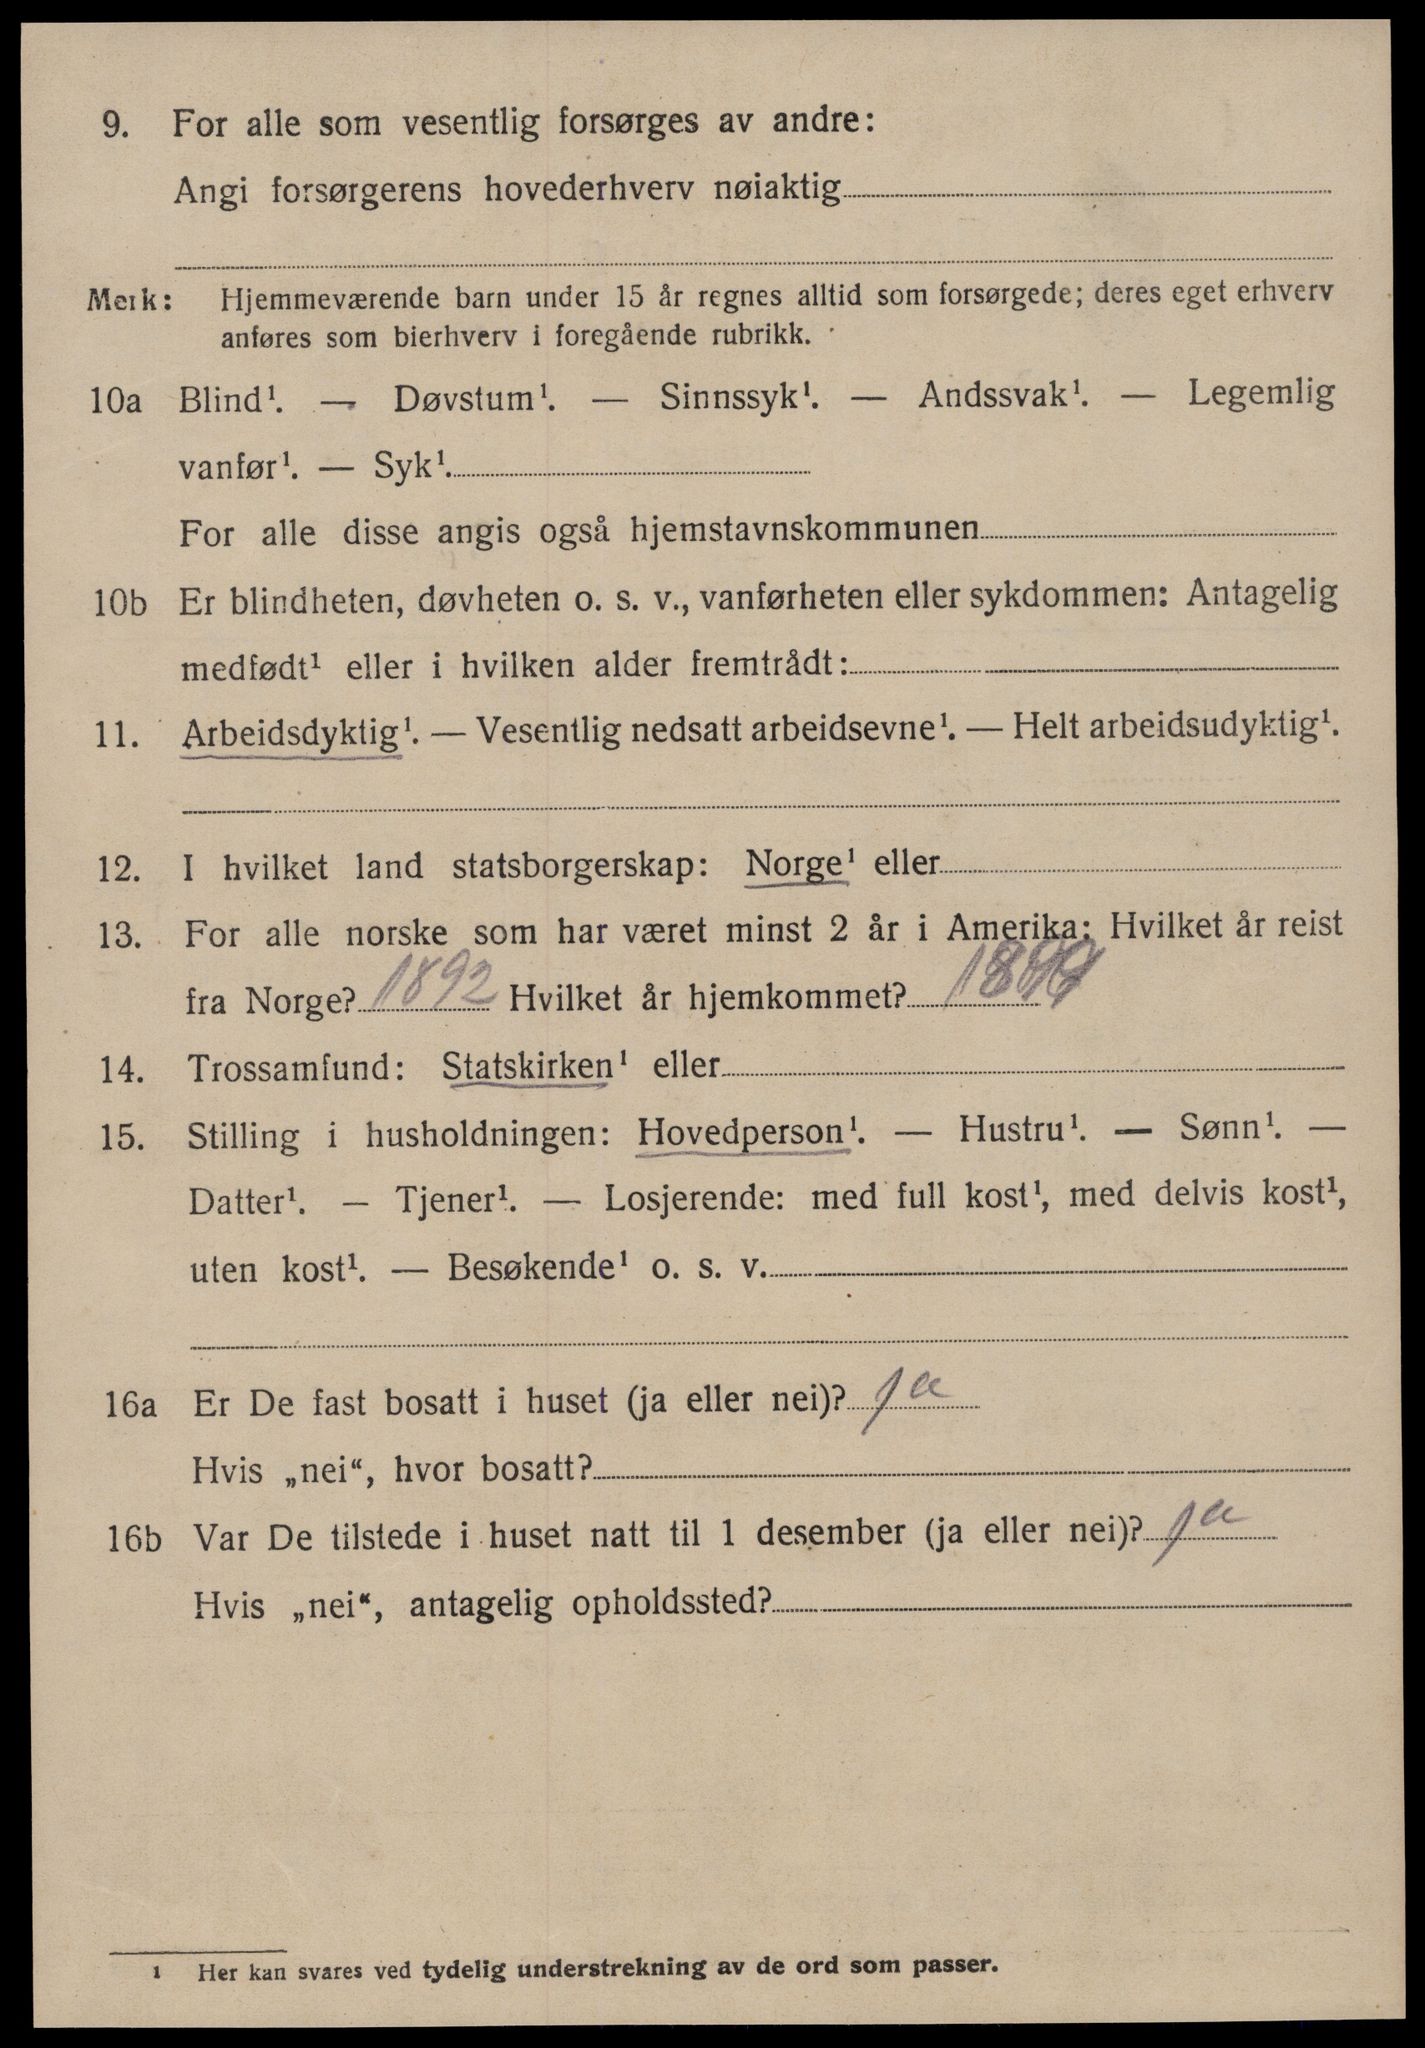 9. For alle som vesentlig forsørges av andre:
Angi forsørgerens hovederhverv nøiaktig
Merk: Hjemmeværende barn under 15 år regnes alltid som forsørgede; deres eget erhverv
anføres som bierhverv i foregående rubrikk.
10a Blind¹. — Døvstum¹. — Sinnssyk¹. — Andssvak¹. — Legemlig
vanfør¹. — Syk¹.
For alle disse angis også hjemstavnskommunen
10b Er blindheten, døvheten o. s. v., vanførheten eller sykdommen: Antagelig
medfødt¹ eller i hvilken alder fremtrådt:
11. Arbeidsdyktig¹. — Vesentlig nedsatt arbeidsevne¹. — Helt arbeidsudyktig¹.
12. I hvilket land statsborgerskap: Norge¹ eller
13. For alle norske som har været minst 2 år i Amerika: Hvilket år reist
fra Norge? 1892 Hvilket år hjemkommet?
14. Trossamfund: Statskirken¹ eller
15. Stilling i husholdningen: Hovedperson¹. — Hustru¹. — Sønn¹. —
Datter¹. — Tjener¹. — Losjerende: med full kost¹, med delvis kost¹,
uten kost¹. — Besøkende¹ o. s. v.
16a Er De fast bosatt i huset (ja eller nei)? ja
Hvis „nei“, hvor bosatt?
16b Var De tilstede i huset natt til 1 desember (ja eller nei)? ja
Hvis „nei“, antagelig opholdssted?
1 Her kan svares ved tydelig understrekning av de ord som passer.